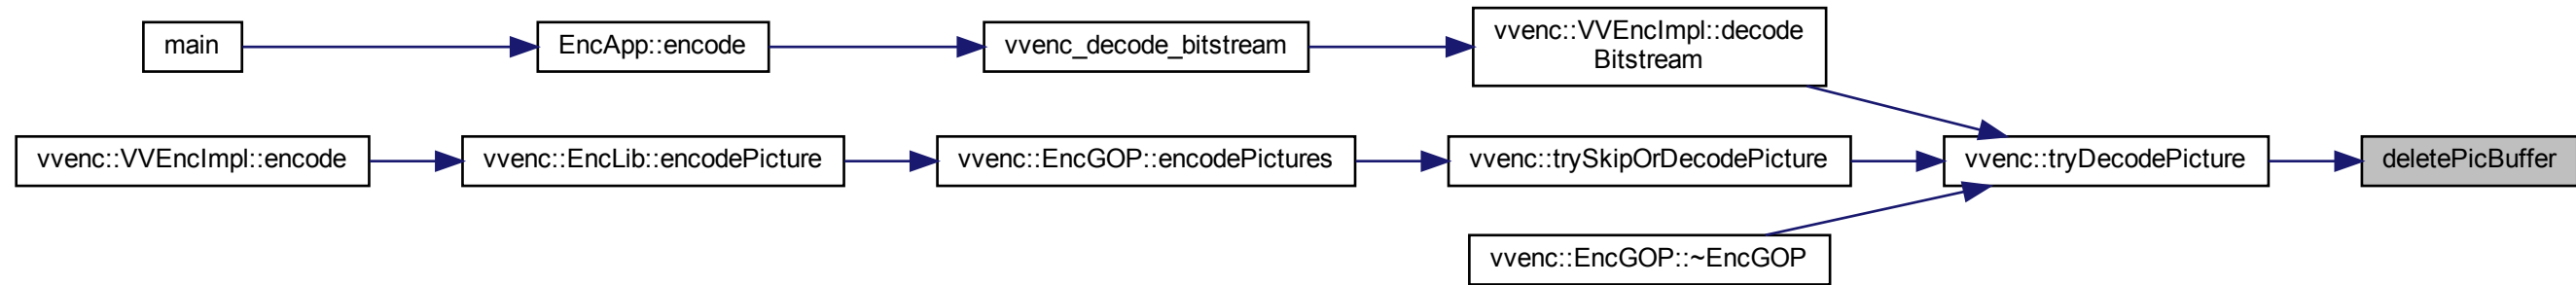 main
EncApp::encode
vvenc_decode_bitstream
vvenc::VVEncImpl::decode
Bitstream
vvenc::VVEncImpl::encode
vvenc::EncLib::encodePicture
vvenc::EncGOP::encodePictures
vvenc::trySkipOrDecodePicture
vvenc::tryDecodePicture
deletePicBuffer
vvenc::EncGOP::~EncGOP